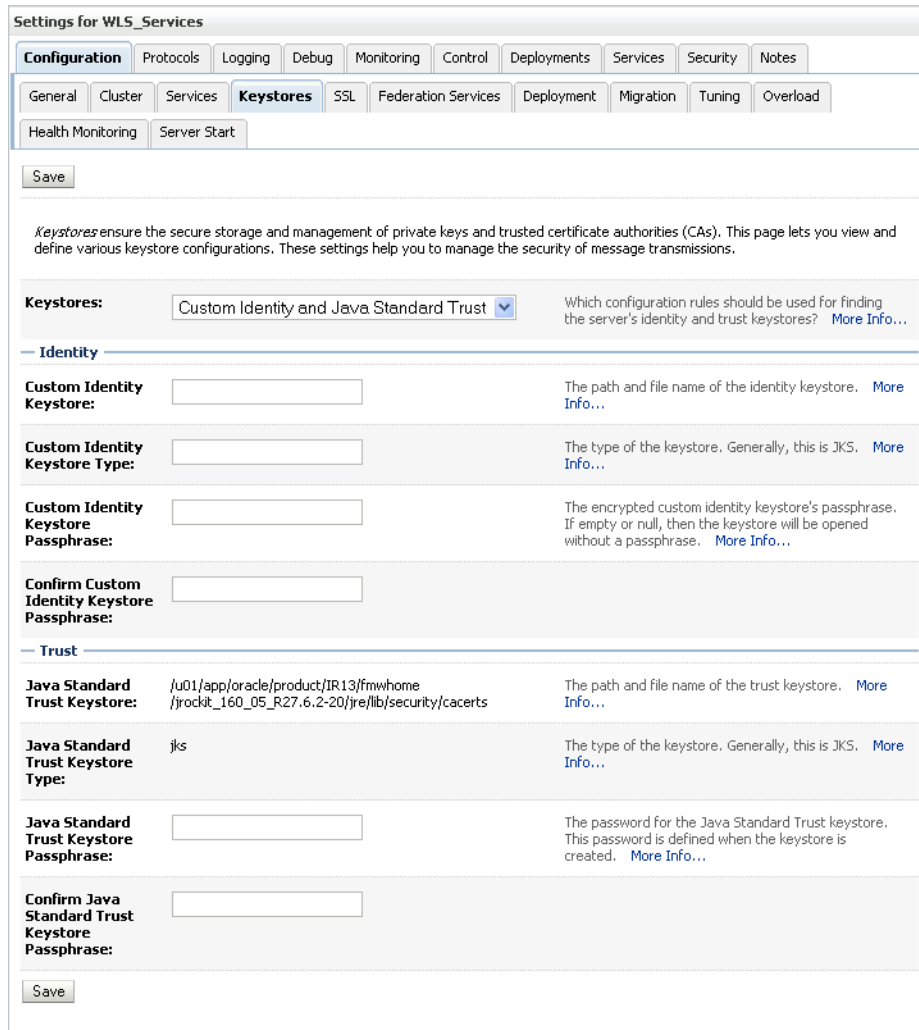 Settings for WLS_Services
Configuration Protocols Logging Debug Monitoring Control Deployments Services Security Notes
General Cluster Services Keystores SSL Federation Services Deployment Migration Tuning Overload
Health Monitoring Server Start
Save
Keystores ensure the secure storage and management of private keys and trusted certificate authorities (CAs). This page lets you view and
define various keystore configurations. These settings help you to manage the security of message transmissions.
Keystores:
Custom Identity and Java Standard Trust
Which configuration rules should be used for finding
the server's identity and trust keystores? More Info...
Identity
Custom Identity
Keystore:
The path and file name of the identity keystore. More
Info...
Custom Identity
Keystore Type:
The type of the keystore. Generally, this is JKS. More
Info...
Custom Identity
Keystore
Passphrase:
The encrypted custom identity keystore's passphrase.
If empty or null, then the keystore will be opened
without a passphrase. More Info...
Confirm Custom
Identity Keystore
Passphrase:
Trust
Java Standard
Trust Keystore:
/u01/app/oracle/product/IR13/fmwhome
/jrockit_160_05_R27.6.2-20/jre/lib/security/cacerts
The path and file name of the trust keystore. More
Info...
Java Standard
Trust Keystore
Type:
jks
The type of the keystore. Generally, this is JKS. More
Info...
Java Standard
Trust Keystore
Passphrase:
The password for the Java Standard Trust keystore.
This password is defined when the keystore is
created. More Info...
Confirm Java
Standard Trust
Keystore
Passphrase:
Save